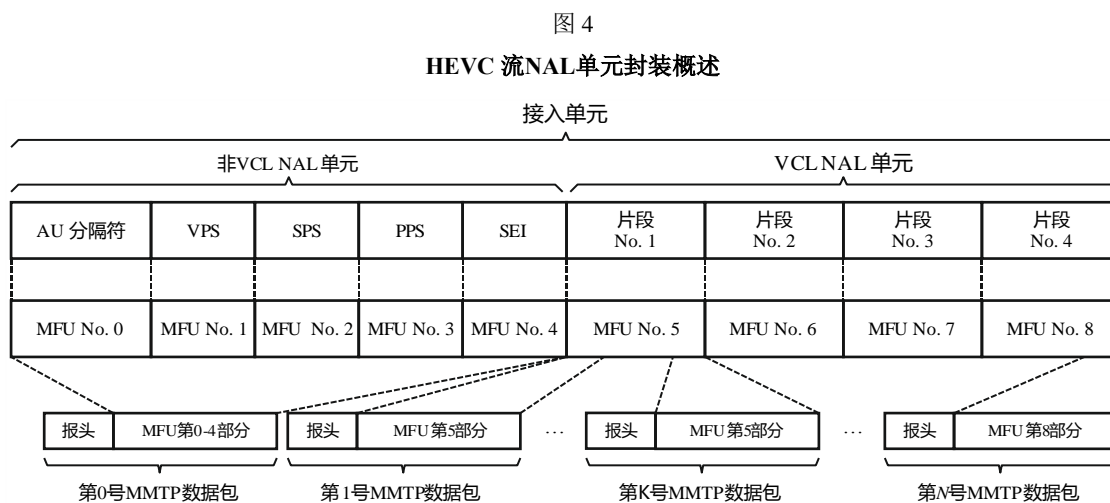 图 4
HEVC 流NAL单元封装概述
接入单元
非VCL NAL 单元
VCL NAL 单元
AU 分隔符 VPS SPS PPS SEI 片段 No. 1 片段 No. 2 片段 No. 3 片段 No. 4
MFU No. 0 MFU No. 1 MFU No. 2 MFU No. 3 MFU No. 4 MFU No. 5 MFU No. 6 MFU No. 7 MFU No. 8
报头 MFU第0-4部分 报头 MFU第5部分 … 报头 MFU第5部分 … 报头 MFU第8部分
第0号MMTP数据包 第1号MMTP数据包 第K号MMTP数据包 第N号MMTP数据包